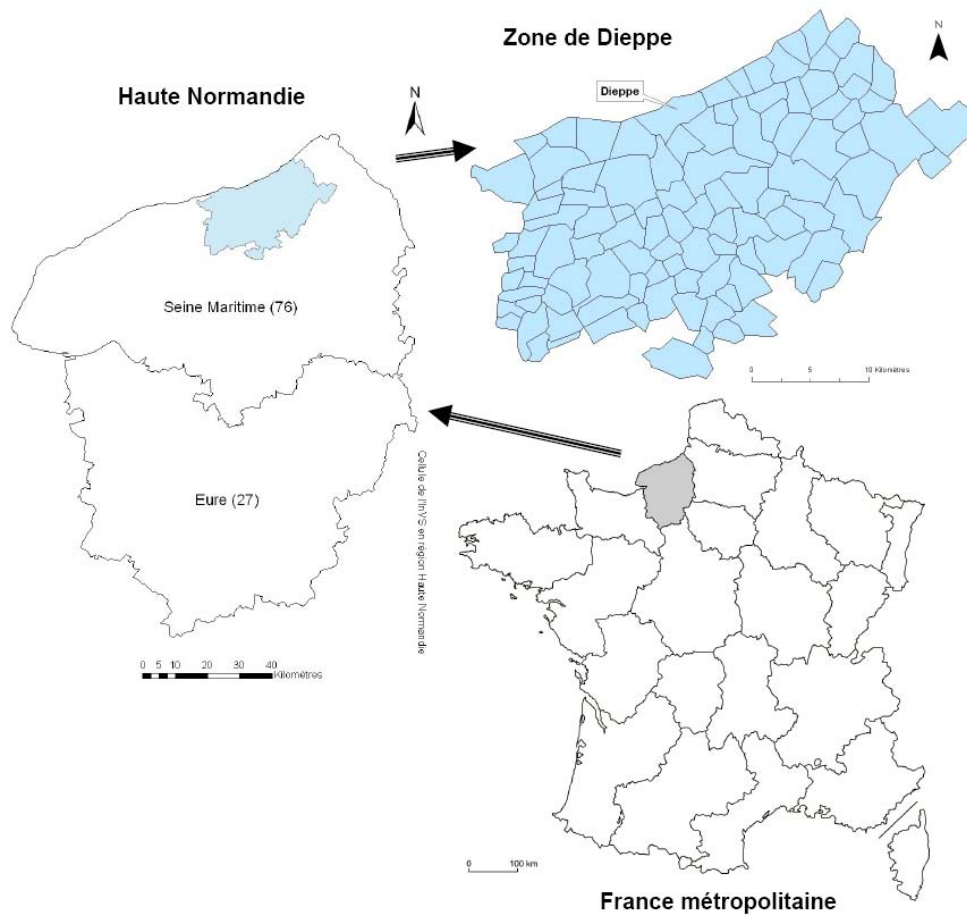 Zone de Dieppe
N
Dieppe
Haute Normandie
N
Seine Maritime (76)
Eure (27)
0 5 10 20 30 40
Kilomètres
Cellule de l'InVS en région Haute Normandie
0 5 10 Kilomètres
0 100 km
France métropolitaine